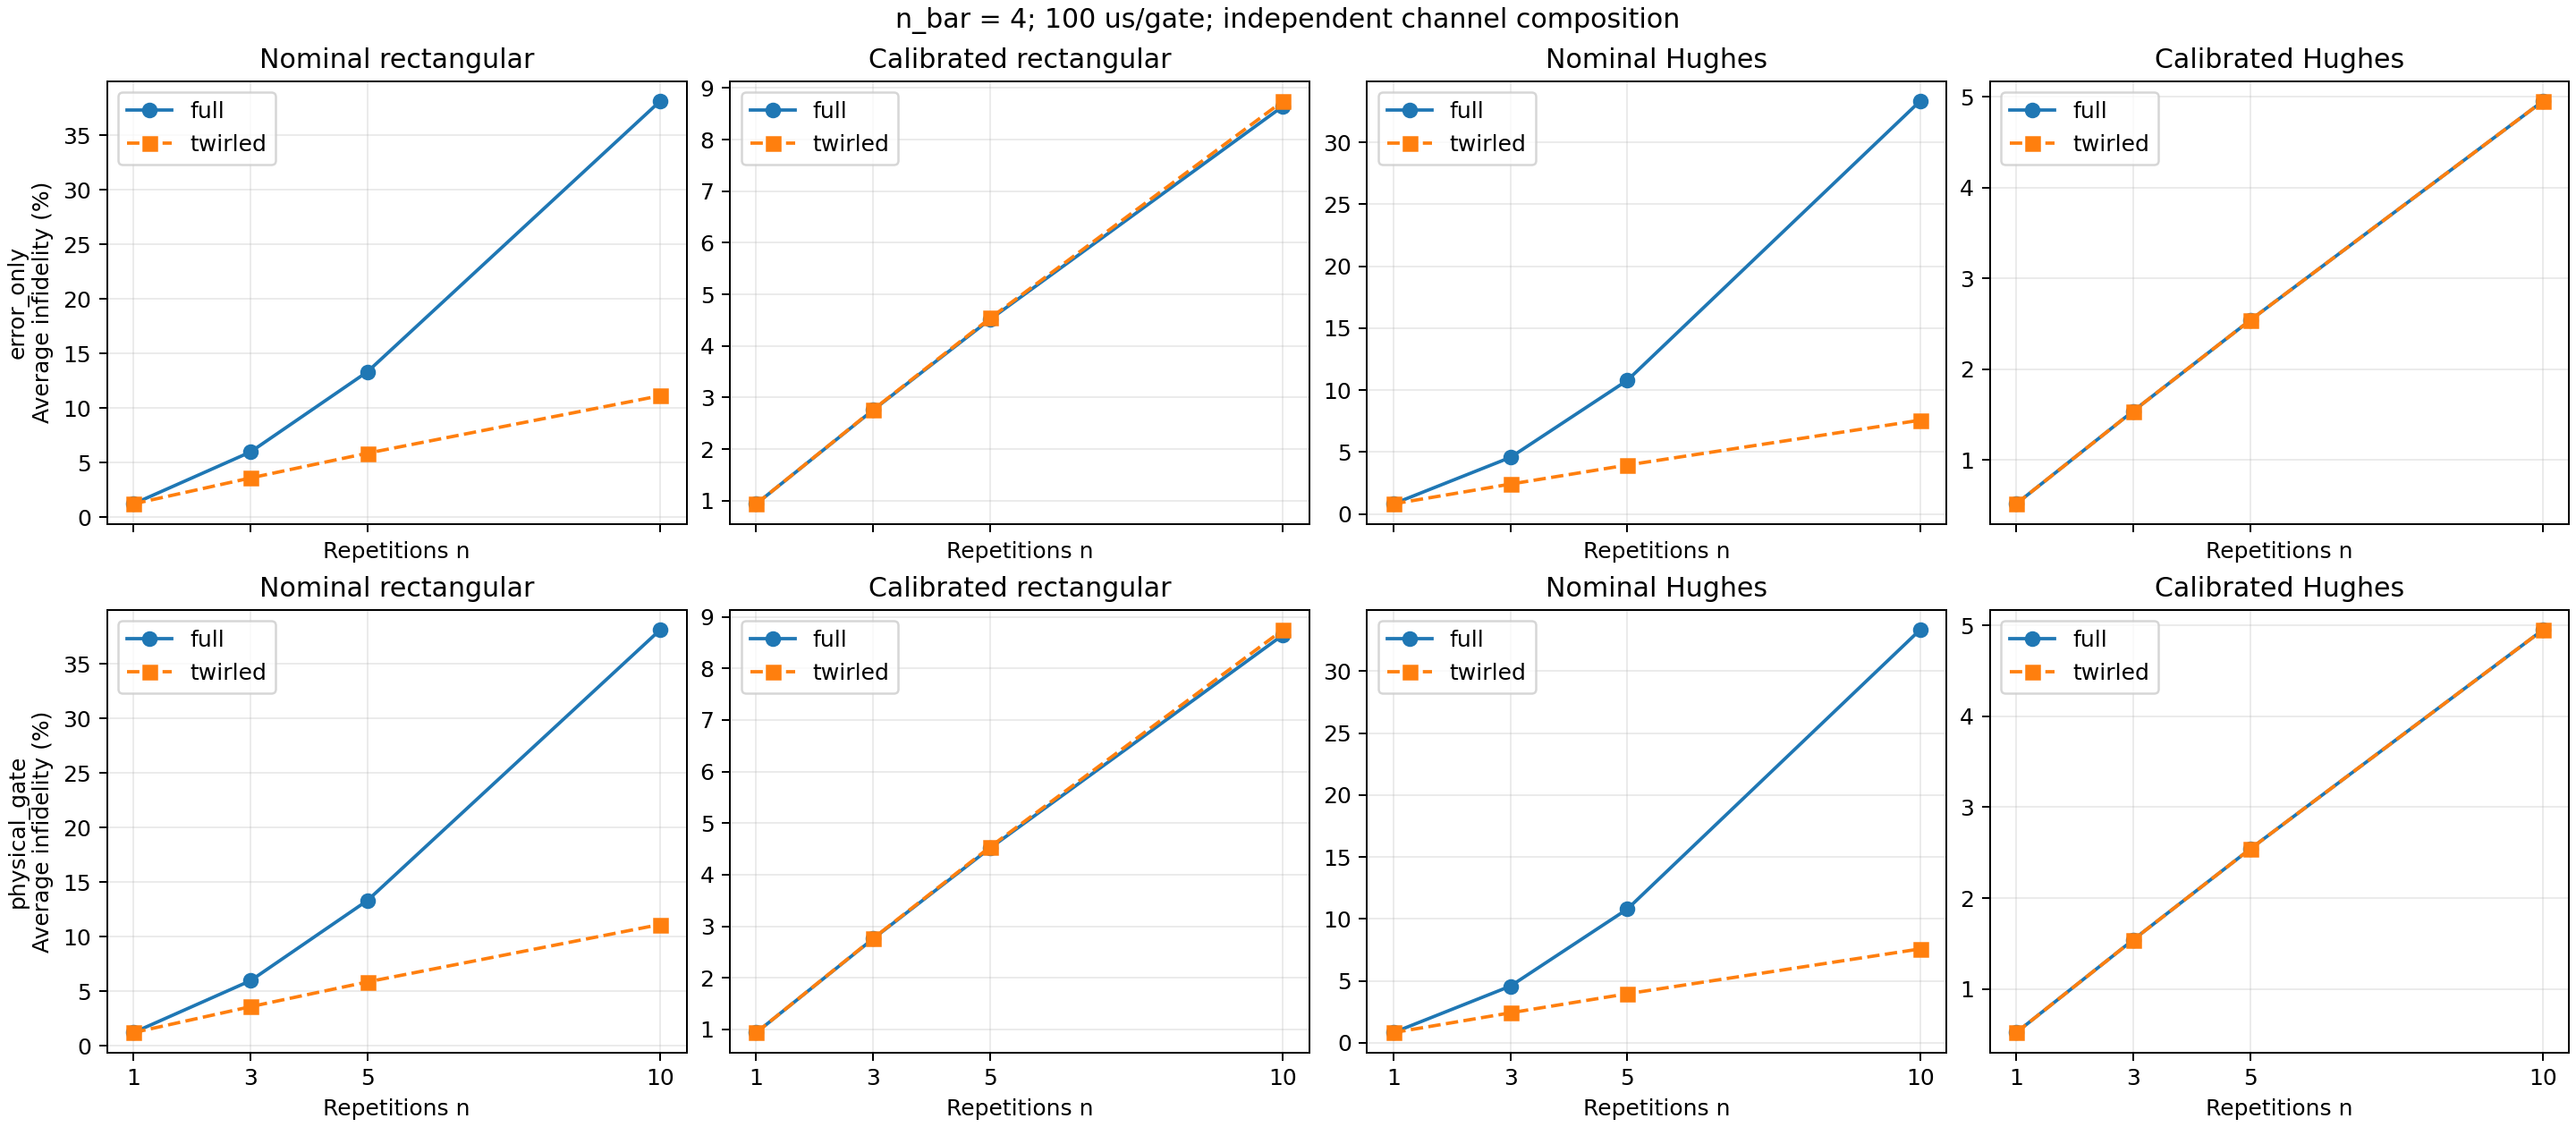 n_bar = 4; 100 us/gate; independent channel composition
Nominal rectangular
full
twirled
35
30
25
20
15
10
5
0
error_only
Average infidelity (%)
Repetitions n
Calibrated rectangular
full
twirled
9
8
7
6
5
4
3
2
1
Repetitions n
Nominal Hughes
full
twirled
30
25
20
15
10
5
0
Repetitions n
Calibrated Hughes
full
twirled
5
4
3
2
1
Repetitions n
Nominal rectangular
full
twirled
35
30
25
20
15
10
5
0
physical_gate
Average infidelity (%)
1 3 5 10
Repetitions n
Calibrated rectangular
full
twirled
9
8
7
6
5
4
3
2
1
1 3 5 10
Repetitions n
Nominal Hughes
full
twirled
30
25
20
15
10
5
0
1 3 5 10
Repetitions n
Calibrated Hughes
full
twirled
5
4
3
2
1
1 3 5 10
Repetitions n